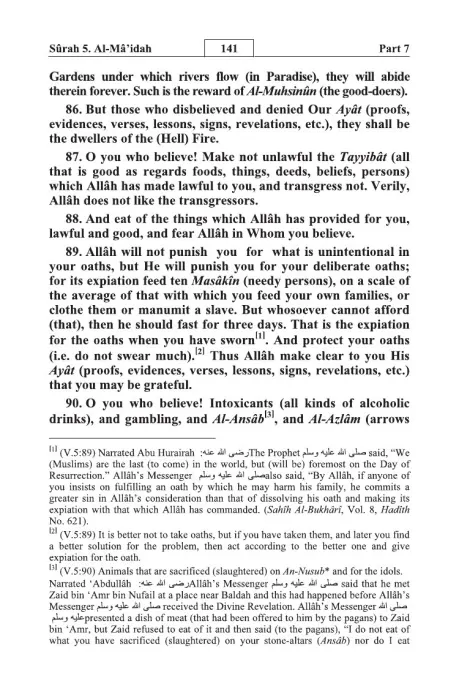 Sûrah 5. Al-Mâ’idah 141 Part 7
Gardens under which rivers flow (in Paradise), they will abide
therein forever. Such is the reward of Al-Muhsinûn (the good-doers).
86. But those who disbelieved and denied Our Ayât (proofs,
evidences, verses, lessons, signs, revelations, etc.), they shall be
the dwellers of the (Hell) Fire.
87. O you who believe! Make not unlawful the Tayyibât (all
that is good as regards foods, things, deeds, beliefs, persons)
which Allâh has made lawful to you, and transgress not. Verily,
Allâh does not like the transgressors.
88. And eat of the things which Allâh has provided for you,
lawful and good, and fear Allâh in Whom you believe.
89. Allâh will not punish you for what is unintentional in
your oaths, but He will punish you for your deliberate oaths;
for its expiation feed ten Masâkîn (needy persons), on a scale of
the average of that with which you feed your own families, or
clothe them or manumit a slave. But whosoever cannot afford
(that), then he should fast for three days. That is the expiation
for the oaths when you have sworn[1]. And protect your oaths
(i.e. do not swear much).[2] Thus Allâh make clear to you His
Ayât (proofs, evidences, verses, lessons, signs, revelations, etc.)
that you may be grateful.
90. O you who believe! Intoxicants (all kinds of alcoholic
drinks), and gambling, and Al-Ansâb[3], and Al-Azlâm (arrows
[1] (V.5:89) Narrated Abu Hurairah رضى الله عنه: The Prophet صلى الله عليه وسلم said, “We
(Muslims) are the last (to come) in the world, but (will be) foremost on the Day of
Resurrection.” Allâh’s Messenger صلى الله عليه وسلم also said, “By Allâh, if anyone of
you insists on fulfilling an oath by which he may harm his family, he commits a
greater sin in Allâh’s consideration than that of dissolving his oath and making its
expiation with that which Allâh has commanded. (Sahîh Al-Bukhârî, Vol. 8, Hadîth
No. 621).
[2] (V.5:89) It is better not to take oaths, but if you have taken them, and later you find
a better solution for the problem, then act according to the better one and give
expiation for the oath.
[3] (V.5:90) Animals that are sacrificed (slaughtered) on An-Nusub* and for the idols.
Narrated ‘Abdullâh رضى الله عنه: Allâh’s Messenger صلى الله عليه وسلم said that he met
Zaid bin ‘Amr bin Nufail at a place near Baldah and this had happened before Allâh’s
Messenger صلى الله عليه وسلم received the Divine Revelation. Allâh’s Messenger صلى الله
عليه وسلم presented a dish of meat (that had been offered to him by the pagans) to Zaid
bin ‘Amr, but Zaid refused to eat of it and then said (to the pagans), “I do not eat of
what you have sacrificed (slaughtered) on your stone-altars (Ansâb) nor do I eat